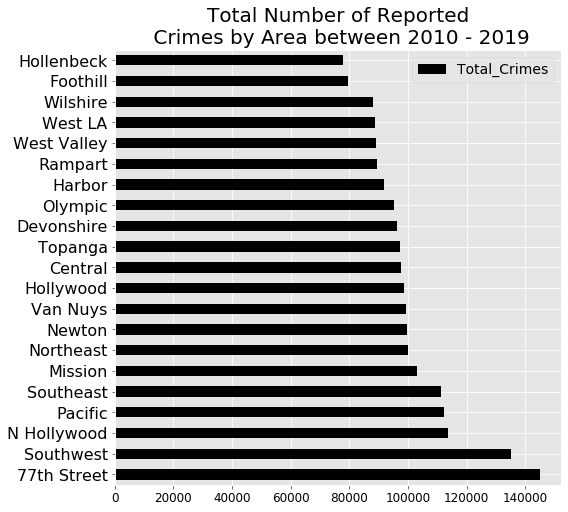 Total Number of Reported
Crimes by Area between 2010 - 2019
Total_Crimes
Hollenbeck
Foothill
Wilshire
West LA
West Valley
Rampart
Harbor
Olympic
Devonshire
Topanga
Central
Hollywood
Van Nuys
Newton
Northeast
Mission
Southeast
Pacific
N Hollywood
Southwest
77th Street
0 20000 40000 60000 80000 100000 120000 140000